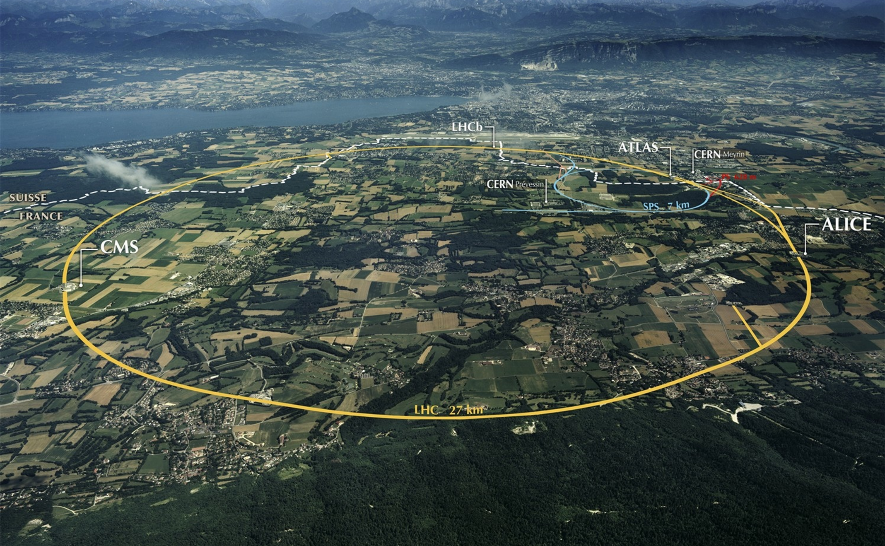 LHCb
ATLAS
CERN Meyrin
CERN Prévessin
SPS 7 km
SUISSE
FRANCE
CMS
ALICE
LHC 27 km